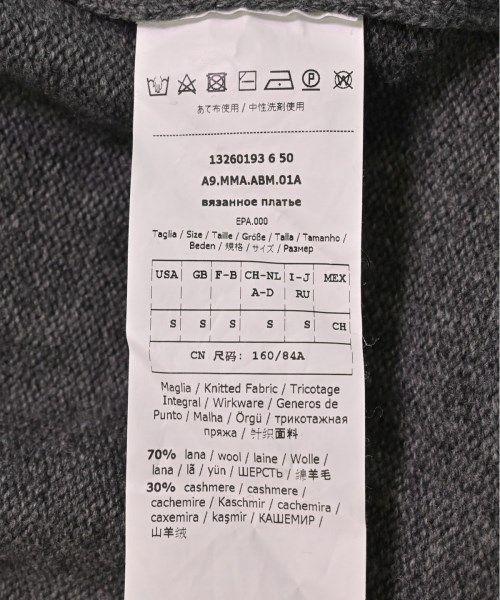 あて布使用 / 中性洗剤使用
13260193 6 50
A9.MMA.ABM.01A
вязанное платье
EPA.000
Taglia / Size / Taille / Größe / Talla / Tamanho /
Beden / 規格 / サイズ / Размер
USA GB F-B CH-NL I-J MEX
A-D RU
S S S S S CH
CN 尺码: 160/84A
Maglia / Knitted Fabric / Tricotage
Integral / Wirkware / Generos de
Punto / Malha / Örgü / трикотажная
пряжа / 针织面料
70% lana / wool / laine / Wolle /
lana / lã / yün / ШЕРСТЬ / 绵羊毛
30% cashmere / cashmere /
cachemire / Kaschmir / cachemira /
caxemira / kaşmir / КАШЕМИР /
山羊绒